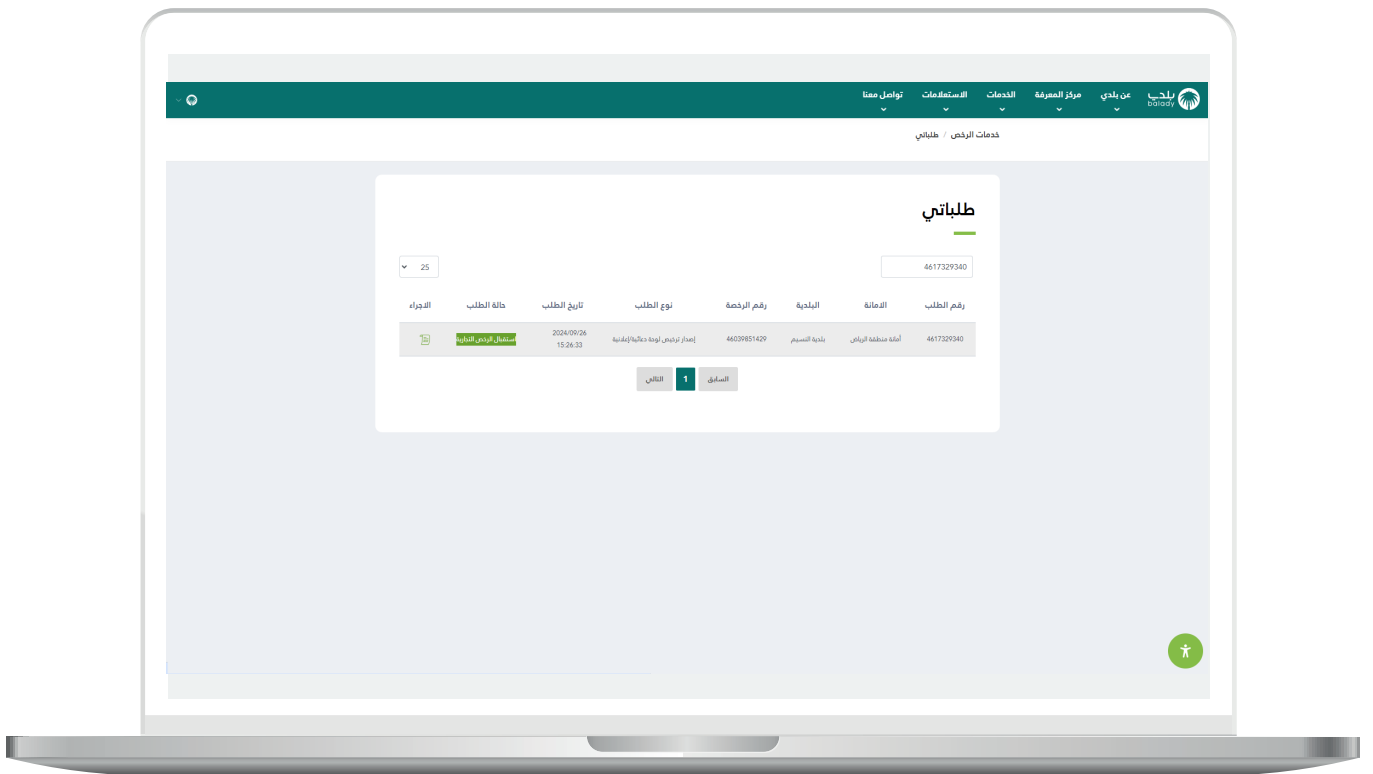 بلدي
balady
عن بلدي
مركز المعرفة
الخدمات
الاستعلامات
تواصل معنا
خدمات الرخص / طلباتي
طلباتي
4617329340
25
رقم الطلب
الامانة
البلدية
رقم الرخصة
نوع الطلب
تاريخ الطلب
حالة الطلب
الاجراء
4617329340
أمانة منطقة الرياض
بلدية النسيم
46039851429
إصدار ترخيص لوحة دعائية/إعلانية
2024/09/26
15:26:33
استقبال الرخص التجارية
السابق
1
التالي